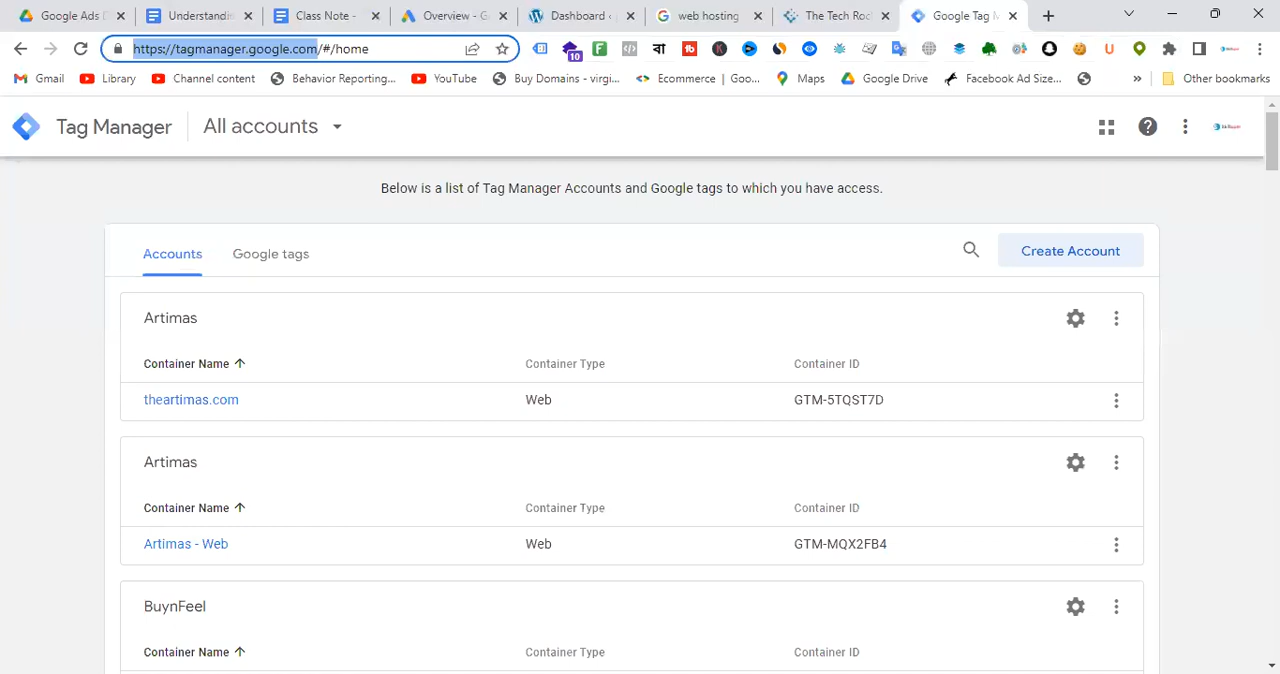 Google Ads D
Understandi
Class Note -
Overview - G
Dashboard ‹
web hosting
The Tech Ro
Google Tag M
https://tagmanager.google.com/#/home
10
Gmail
Library
Channel content
Behavior Reporting...
YouTube
Buy Domains - virgi...
Ecommerce | Goo...
Maps
Google Drive
Facebook Ad Size...
»
Other bookmarks
Tag Manager
All accounts
Below is a list of Tag Manager Accounts and Google tags to which you have access.
Accounts
Google tags
Create Account
Artimas
Container Name
Container Type
Container ID
theartimas.com
Web
GTM-5TQST7D
Artimas
Container Name
Container Type
Container ID
Artimas - Web
Web
GTM-MQX2FB4
BuynFeel
Container Name
Container Type
Container ID